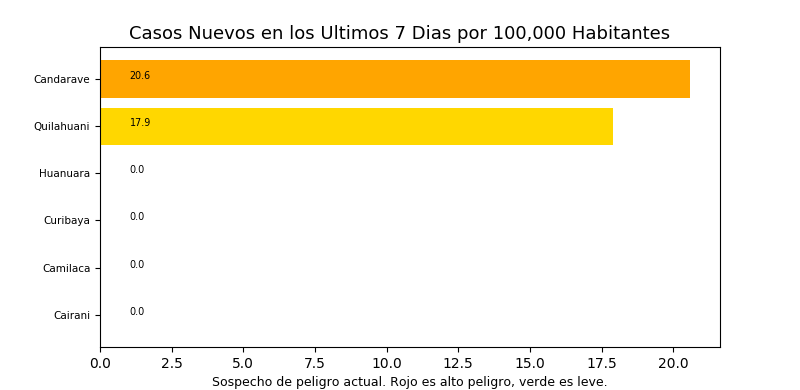 Casos Nuevos en los Ultimos 7 Dias por 100,000 Habitantes
Candarave 20.6
Quilahuani 17.9
Huanuara 0.0
Curibaya 0.0
Camilaca 0.0
Cairani 0.0
0.0 2.5 5.0 7.5 10.0 12.5 15.0 17.5 20.0
Sospecho de peligro actual. Rojo es alto peligro, verde es leve.